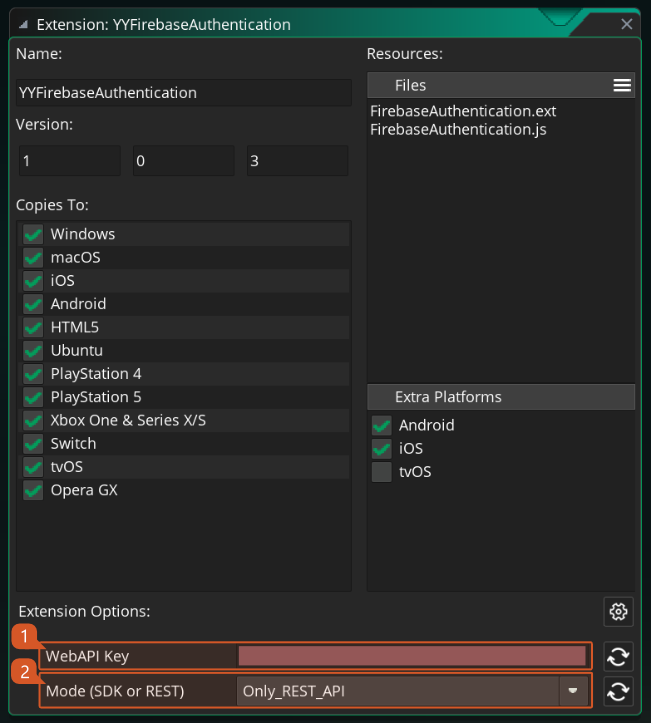 Extension: YYFirebaseAuthentication
Name:
YYFirebaseAuthentication
Version:
1 0 3
Copies To:
Windows
macOS
iOS
Android
HTML5
Ubuntu
PlayStation 4
PlayStation 5
Xbox One & Series X/S
Switch
tvOS
Opera GX
Resources:
Files
FirebaseAuthentication.ext
FirebaseAuthentication.js
Extra Platforms
Android
iOS
tvOS
Extension Options:
1
WebAPI Key
2
Mode (SDK or REST) Only_REST_API